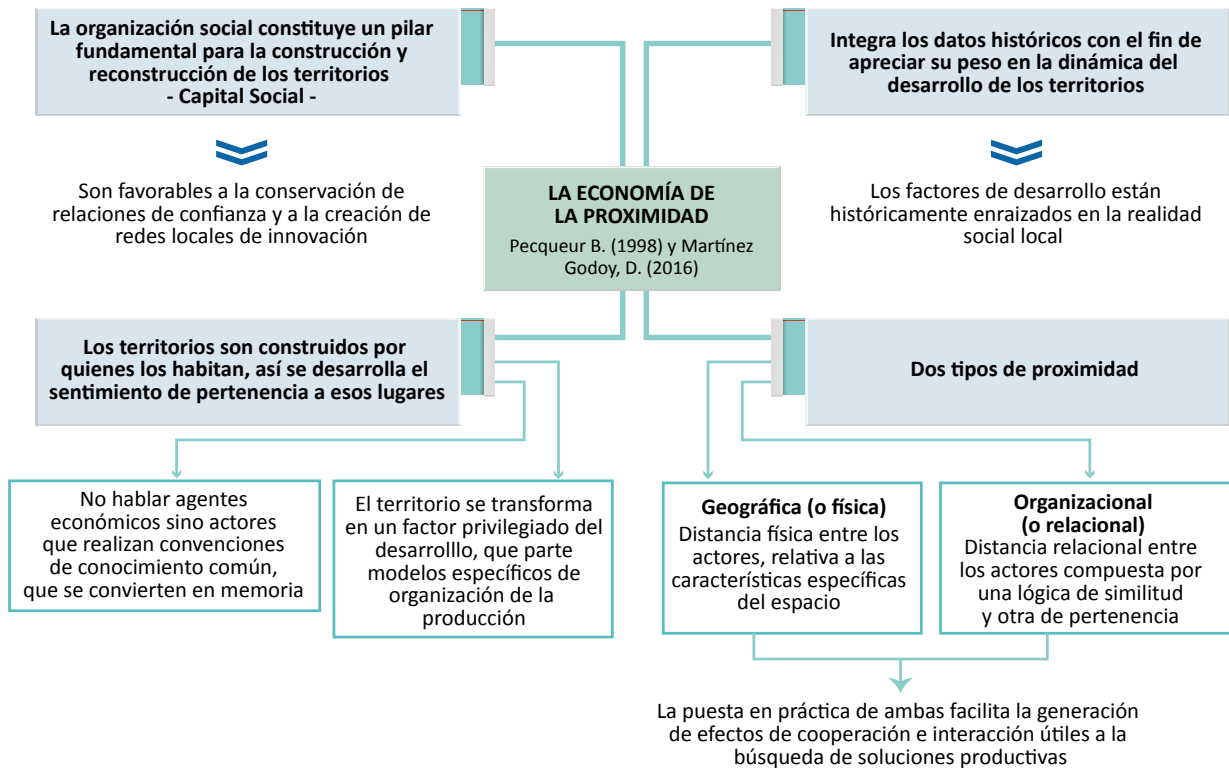 La organización social constituye un pilar
fundamental para la construcción y
reconstrucción de los territorios
- Capital Social -
Son favorables a la conservación de
relaciones de confianza y a la creación de
redes locales de innovación
Integra los datos históricos con el fin de
apreciar su peso en la dinámica del
desarrollo de los territorios
Los factores de desarrollo están
históricamente enraizados en la realidad
social local
LA ECONOMÍA DE
LA PROXIMIDAD
Pecqueur B. (1998) y Martínez
Godoy, D. (2016)
Los territorios son construidos por
quienes los habitan, así se desarrolla el
sentimiento de pertenencia a esos lugares
No hablar agentes
económicos sino actores
que realizan convenciones
de conocimiento común,
que se convierten en memoria
El territorio se transforma
en un factor privilegiado del
desarrolllo, que parte
modelos específicos de
organización de la
producción
Dos tipos de proximidad
Geográfica (o física)
Distancia física entre los
actores, relativa a las
características específicas
del espacio
Organizacional
(o relacional)
Distancia relacional entre
los actores compuesta por
una lógica de similitud
y otra de pertenencia
La puesta en práctica de ambas facilita la generación
de efectos de cooperación e interacción útiles a la
búsqueda de soluciones productivas